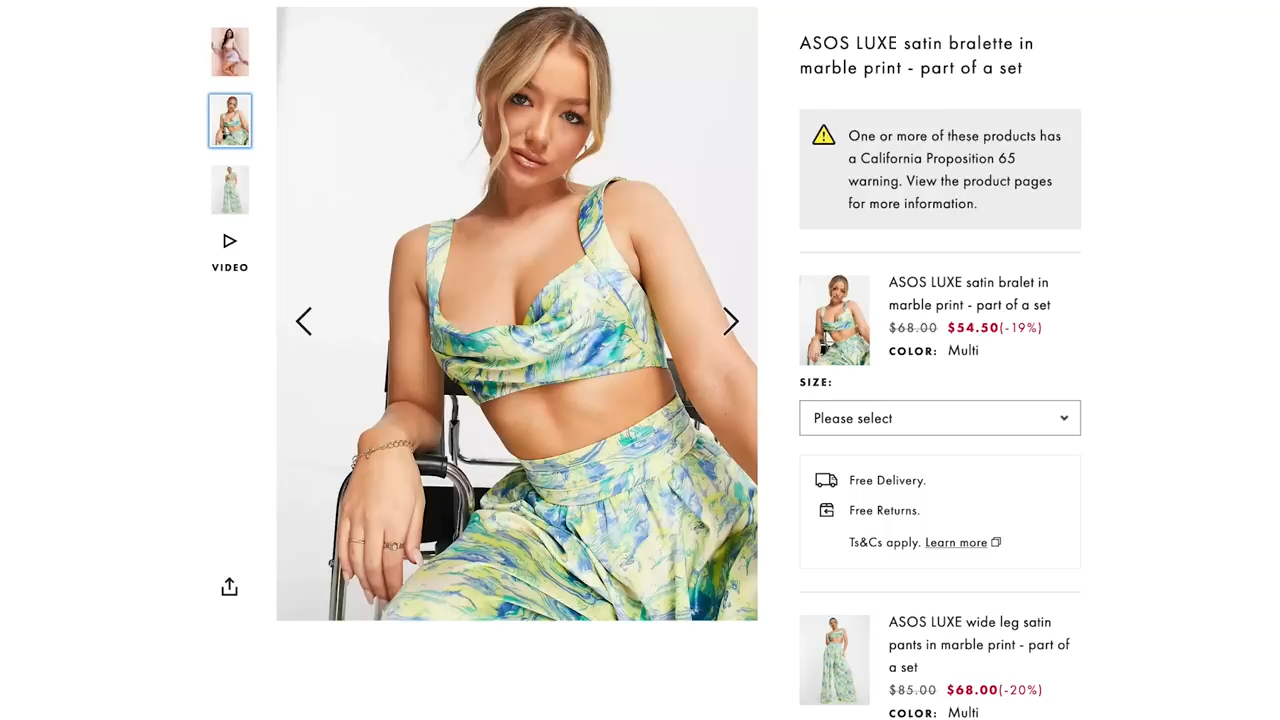 VIDEO
ASOS LUXE satin bralette in
marble print - part of a set
One or more of these products has
a California Proposition 65
warning. View the product pages
for more information.
ASOS LUXE satin bralet in
marble print - part of a set
$68.00 $54.50(-19%)
COLOR: Multi
SIZE:
Please select
Free Delivery.
Free Returns.
Ts&Cs apply. Learn more
ASOS LUXE wide leg satin
pants in marble print - part of
a set
$85.00 $68.00(-20%)
COLOR: Multi